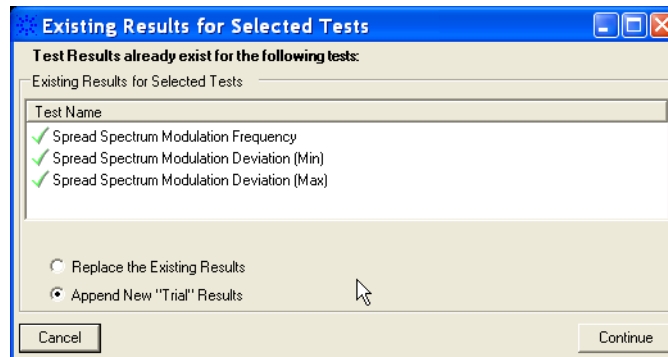 Existing Results for Selected Tests
Test Results already exist for the following tests:
Existing Results for Selected Tests
Test Name
Spread Spectrum Modulation Frequency
Spread Spectrum Modulation Deviation (Min)
Spread Spectrum Modulation Deviation (Max)
Replace the Existing Results
Append New "Trial" Results
Cancel
Continue